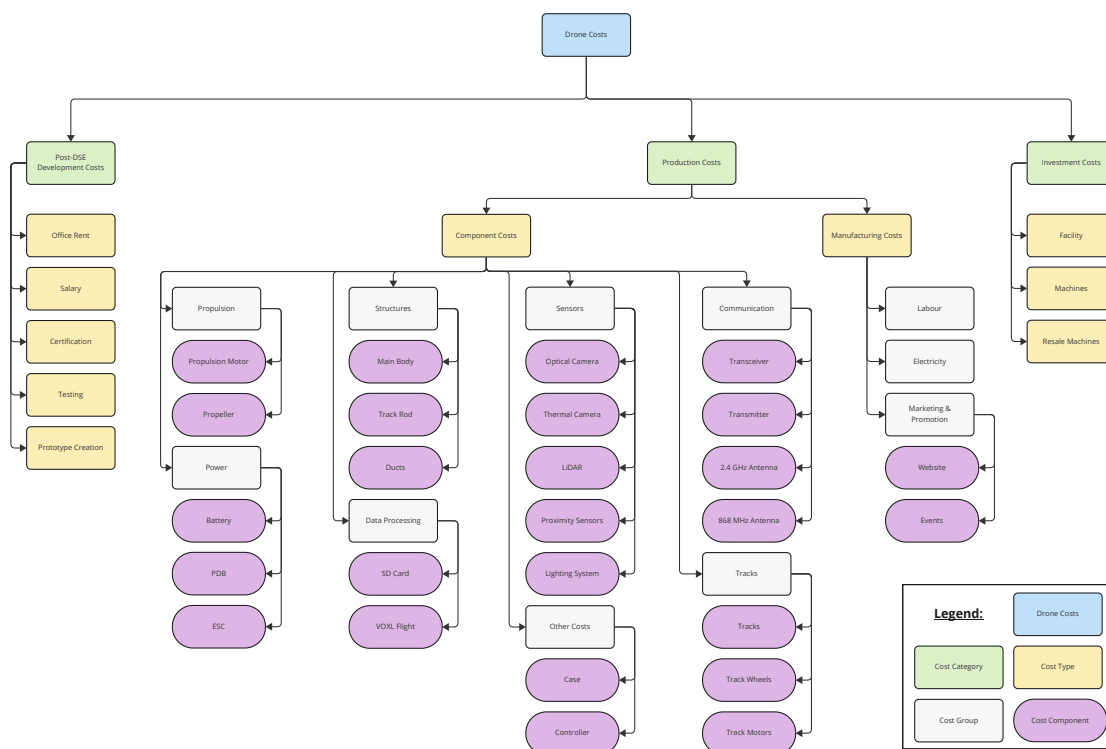 Drone Costs
Post-DSE
Development Costs
Production Costs
Investment Costs
Office Rent
Salary
Certification
Testing
Prototype Creation
Component Costs
Manufacturing Costs
Facility
Machines
Resale Machines
Propulsion
Propulsion Motor
Propeller
Power
Battery
PDB
ESC
Structures
Main Body
Track Rod
Ducts
Data Processing
SD Card
VOXL Flight
Sensors
Optical Camera
Thermal Camera
LiDAR
Proximity Sensors
Lighting System
Other Costs
Case
Controller
Communication
Transceiver
Transmitter
2.4 GHz Antenna
868 MHz Antenna
Tracks
Tracks
Track Wheels
Track Motors
Labour
Electricity
Marketing &
Promotion
Website
Events
Legend:
Drone Costs
Cost Category
Cost Type
Cost Group
Cost Component